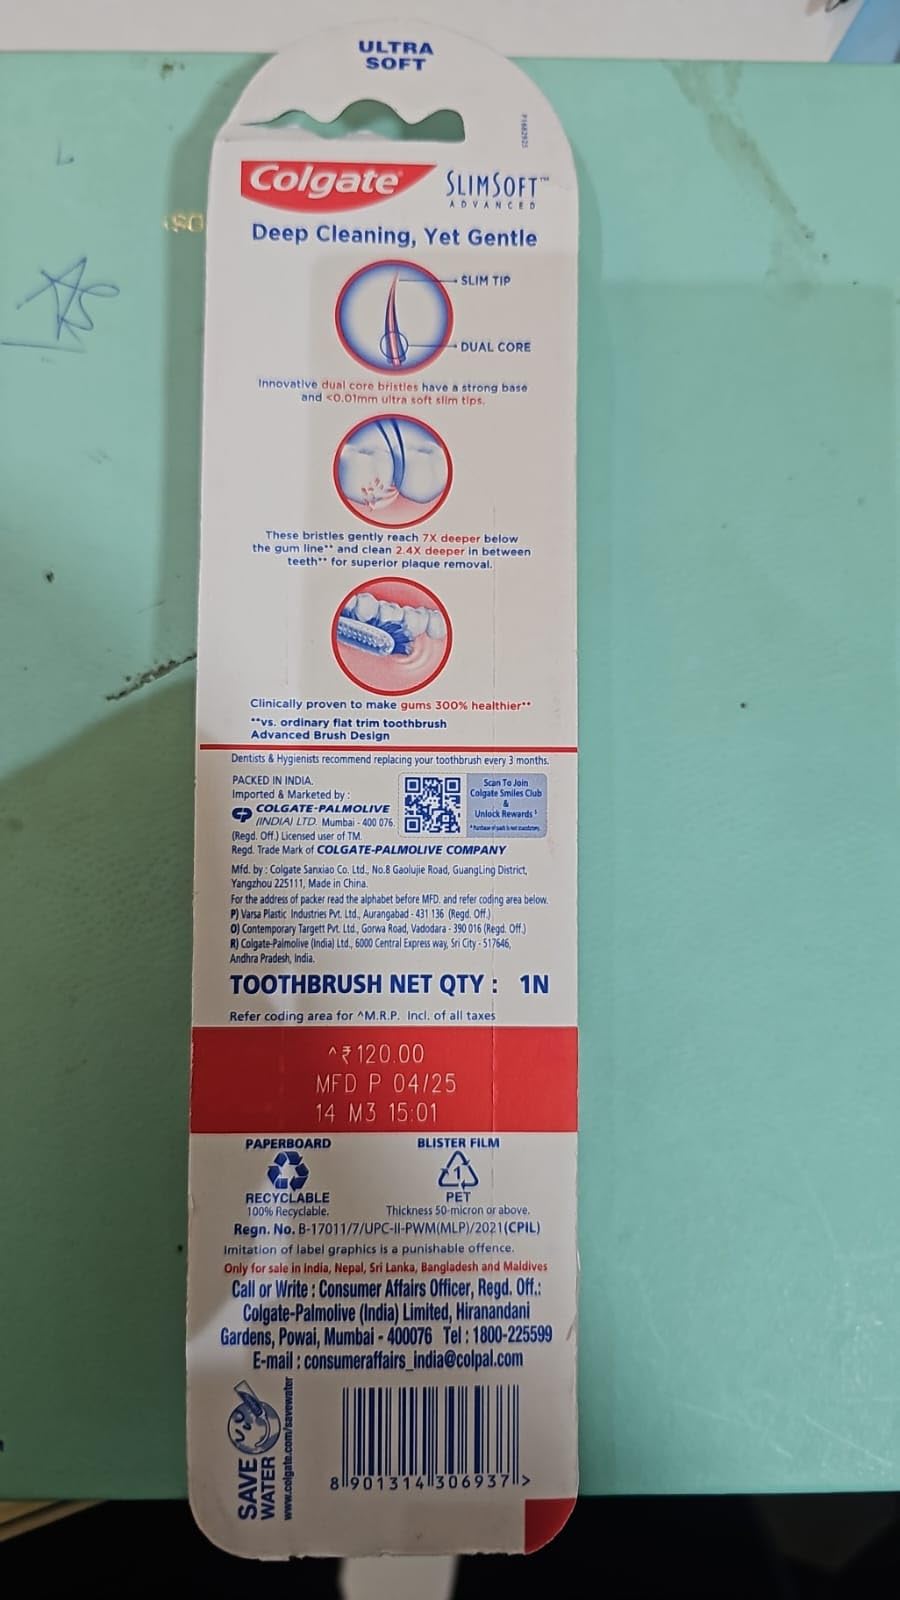 ULTRA
SOFT
P1682925
Colgate SLIMSOFT™
ADVANCED
Deep Cleaning, Yet Gentle
SLIM TIP
DUAL CORE
Innovative dual core bristles have a strong base
and <0.01mm ultra soft slim tips.
These bristles gently reach 7X deeper below
the gum line** and clean 2.4X deeper in between
teeth** for superior plaque removal.
Clinically proven to make gums 300% healthier**
**vs. ordinary flat trim toothbrush
Advanced Brush Design
Dentists & Hygienists recommend replacing your toothbrush every 3 months.
PACKED IN INDIA.
Imported & Marketed by :
COLGATE-PALMOLIVE
(INDIA) LTD. Mumbai - 400 076.
(Regd. Off.) Licensed user of TM.
Scan To Join
Colgate Smiles Club
&
Unlock Rewards
Regd. Trade Mark of COLGATE-PALMOLIVE COMPANY
Mfd. by : Colgate Sanxiao Co. Ltd., No.8 Gaolujie Road, GuangLing District,
Yangzhou 225111, Made in China.
For the address of packer read the alphabet before MFD. and refer coding area below.
P) Varsa Plastic Industries Pvt. Ltd., Aurangabad - 431 136 (Regd. Off.)
O) Contemporary Targett Pvt. Ltd., Gorwa Road, Vadodara - 390 016 (Regd. Off.)
R) Colgate-Palmolive (India) Ltd., 6000 Central Express way, Sri City - 517646,
Andhra Pradesh, India.
TOOTHBRUSH NET QTY : 1N
Refer coding area for ^M.R.P. Incl. of all taxes
^₹120.00
MFD P 04/25
14 M3 15:01
PAPERBOARD BLISTER FILM
1
RECYCLABLE PET
100% Recyclable. Thickness 50-micron or above.
Regn. No. B-17011/7/UPC-II-PWM(MLP)/2021(CPIL)
Imitation of label graphics is a punishable offence.
Only for sale in India, Nepal, Sri Lanka, Bangladesh and Maldives
Call or Write : Consumer Affairs Officer, Regd. Off.:
Colgate-Palmolive (India) Limited, Hiranandani
Gardens, Powai, Mumbai - 400076 Tel : 1800-225599
E-mail : consumeraffairs_india@colpal.com
SAVE
WATER
www.colgate.com/savewater
8 901314 306937 >